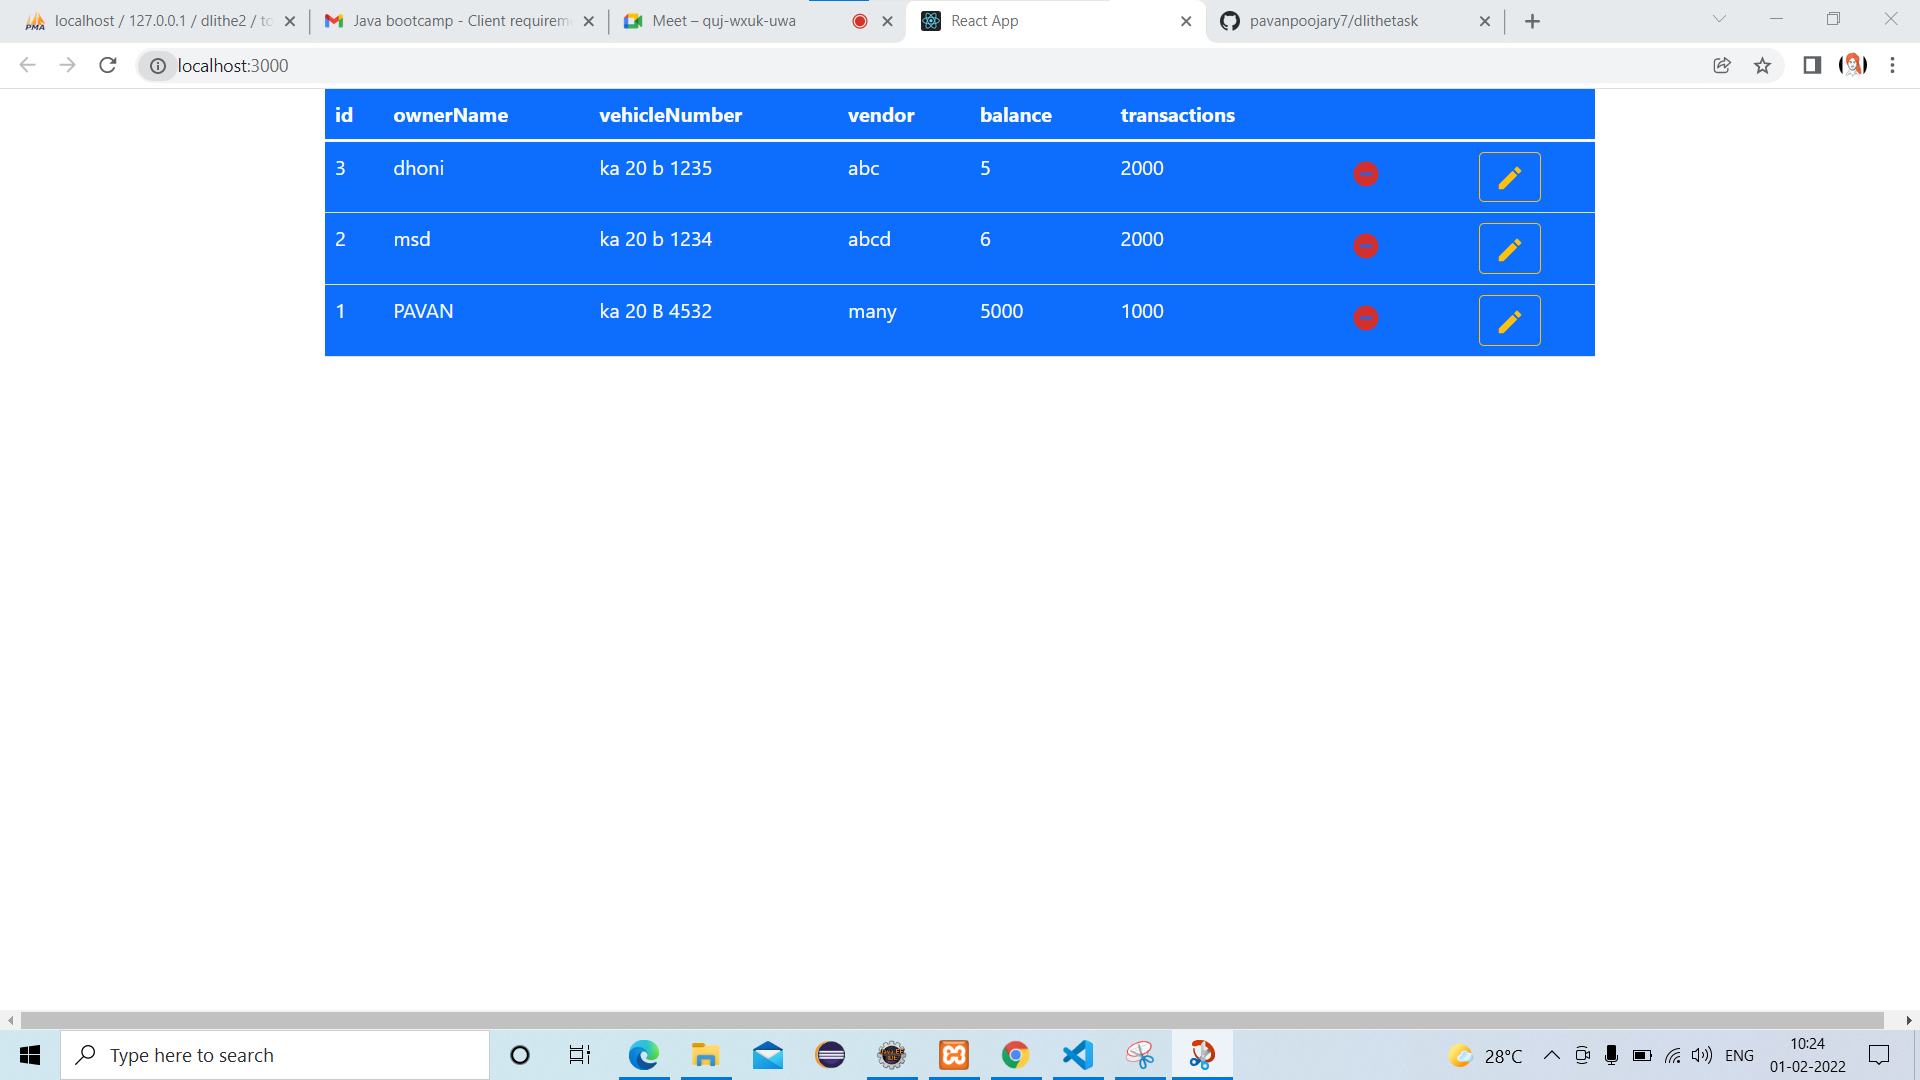 PMA localhost / 127.0.0.1 / dlithe2 / to Java bootcamp - Client requirem Meet – quj-wxuk-uwa React App pavanpoojary7/dlithetask
localhost:3000
id ownerName vehicleNumber vendor balance transactions
3 dhoni ka 20 b 1235 abc 5 2000
2 msd ka 20 b 1234 abcd 6 2000
1 PAVAN ka 20 B 4532 many 5000 1000
Type here to search 28°C ENG 10:24
01-02-2022